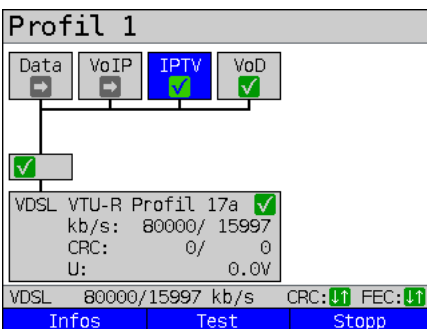 Profil 1
Data VoIP IPTV VoD
VDSL VTU-R Profil 17a
kb/s: 80000/ 15997
CRC: 0/ 0
U: 0.0V
VDSL 80000/15997 kb/s CRC: FEC:
Infos Test Stopp